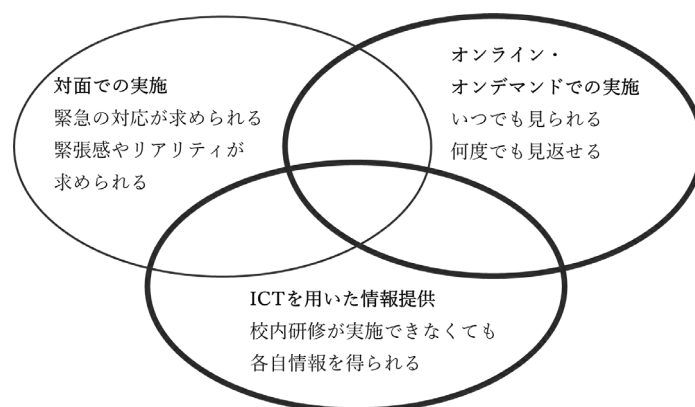 対面での実施
緊急の対応が求められる
緊張感やリアリティが
求められる
オンライン・
オンデマンドでの実施
いつでも見られる
何度でも見返せる
ICTを用いた情報提供
校内研修が実施できなくても
各自情報を得られる